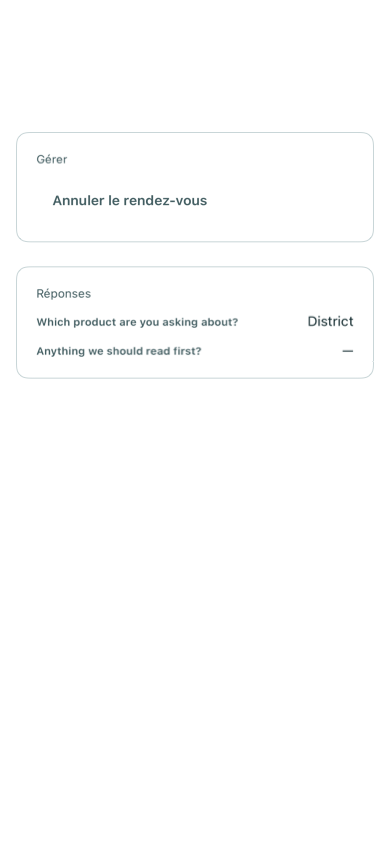 Gérer
Annuler le rendez-vous
Réponses
Which product are you asking about? District
Anything we should read first? —